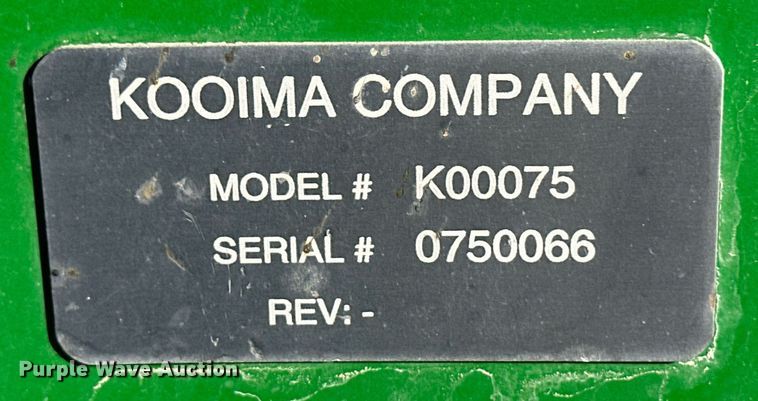 KOOIMA COMPANY
MODEL # K00075
SERIAL # 0750066
REV: -
Purple Wave Auction